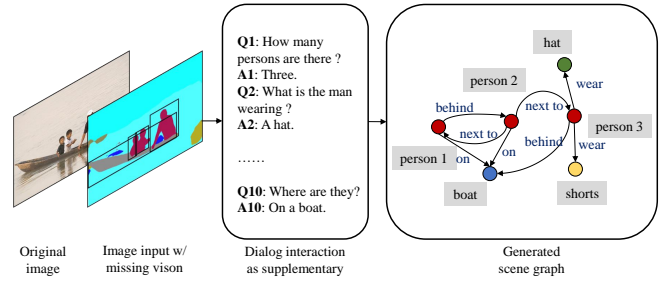 Q1: How many
persons are there ?
A1: Three.
Q2: What is the man
wearing ?
A2: A hat.
......
Q10: Where are they?
A10: On a boat.
hat
person 2
wear
behind
next to
next to
person 3
behind
wear
person 1
on
on
boat
shorts
Original
image
Image input w/
missing vison
Dialog interaction
as supplementary
Generated
scene graph